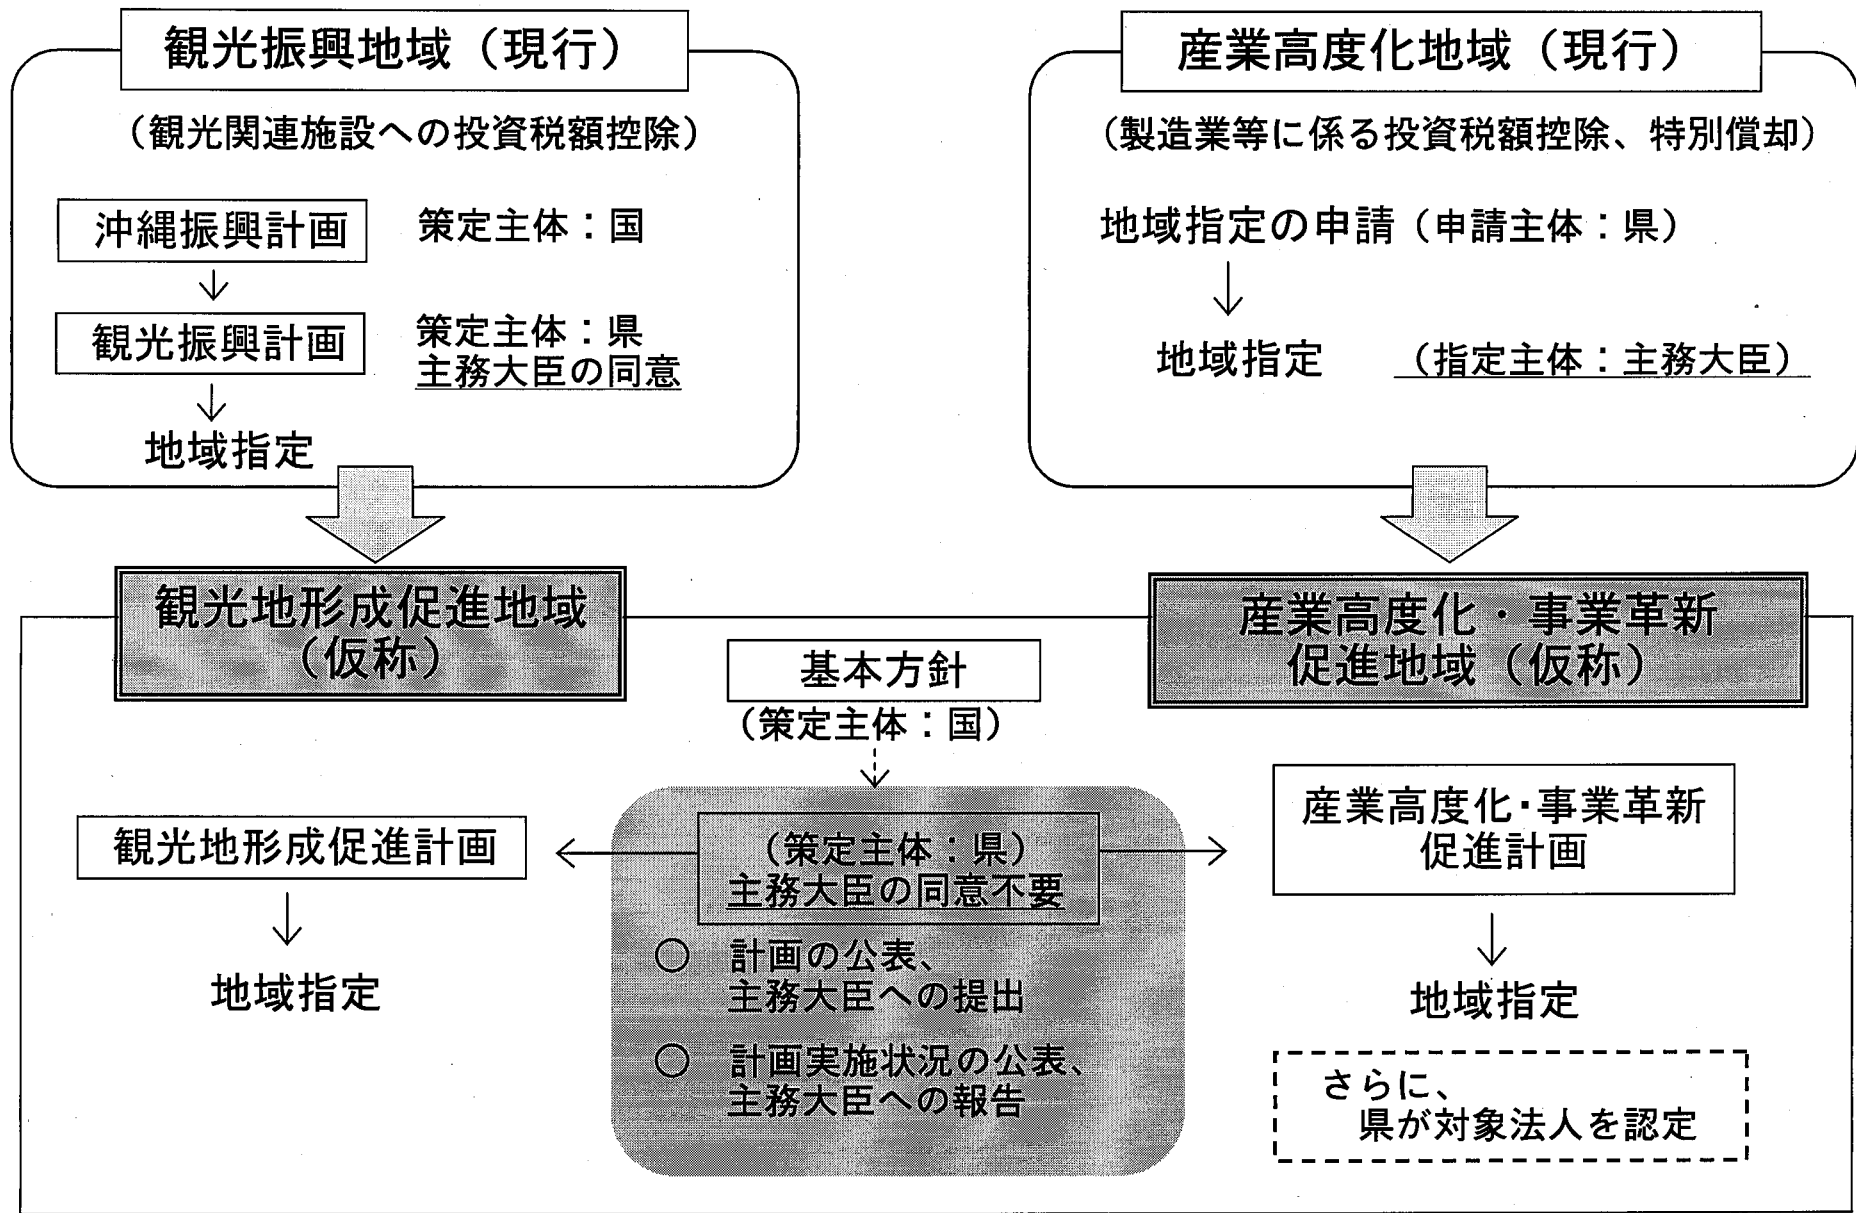 観光振興地域（現行）
（観光関連施設への投資税額控除）
沖縄振興計画
策定主体：国
観光振興計画
策定主体：県
主務大臣の同意
地域指定
産業高度化地域（現行）
（製造業等に係る投資税額控除、特別償却）
地域指定の申請（申請主体：県）
地域指定
（指定主体：主務大臣）
観光地形成促進地域
（仮称）
産業高度化・事業革新
促進地域（仮称）
基本方針
（策定主体：国）
観光地形成促進計画
地域指定
（策定主体：県）
主務大臣の同意不要
○ 計画の公表、
主務大臣への提出
○ 計画実施状況の公表、
主務大臣への報告
産業高度化・事業革新
促進計画
地域指定
さらに、
県が対象法人を認定